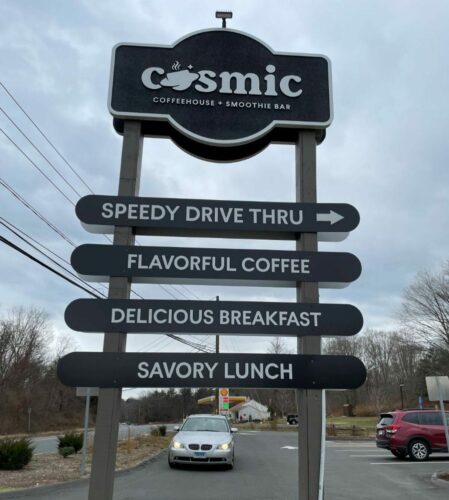 cosmic
COFFEEHOUSE + SMOOTHIE BAR
SPEEDY DRIVE THRU →
FLAVORFUL COFFEE
DELICIOUS BREAKFAST
SAVORY LUNCH